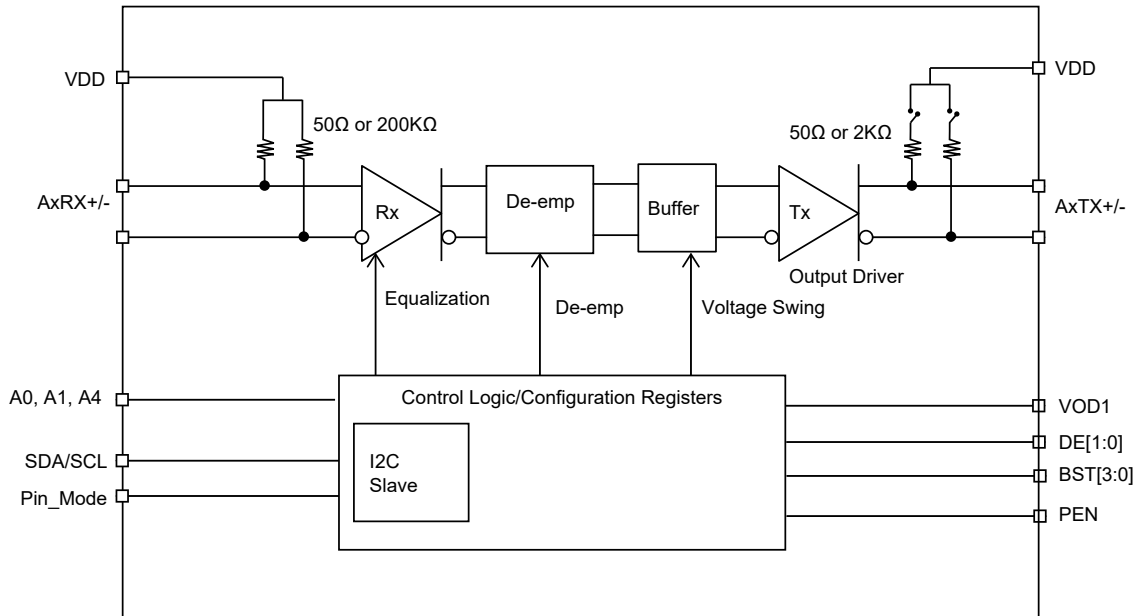 VDD
VDD
50Ω or 200KΩ
50Ω or 2KΩ
AxRX+/-
Rx
De-emp
Buffer
Tx
AxTX+/-
Output Driver
Equalization
De-emp
Voltage Swing
A0, A1, A4
Control Logic/Configuration Registers
VOD1
SDA/SCL
I2C
Slave
DE[1:0]
BST[3:0]
Pin_Mode
PEN